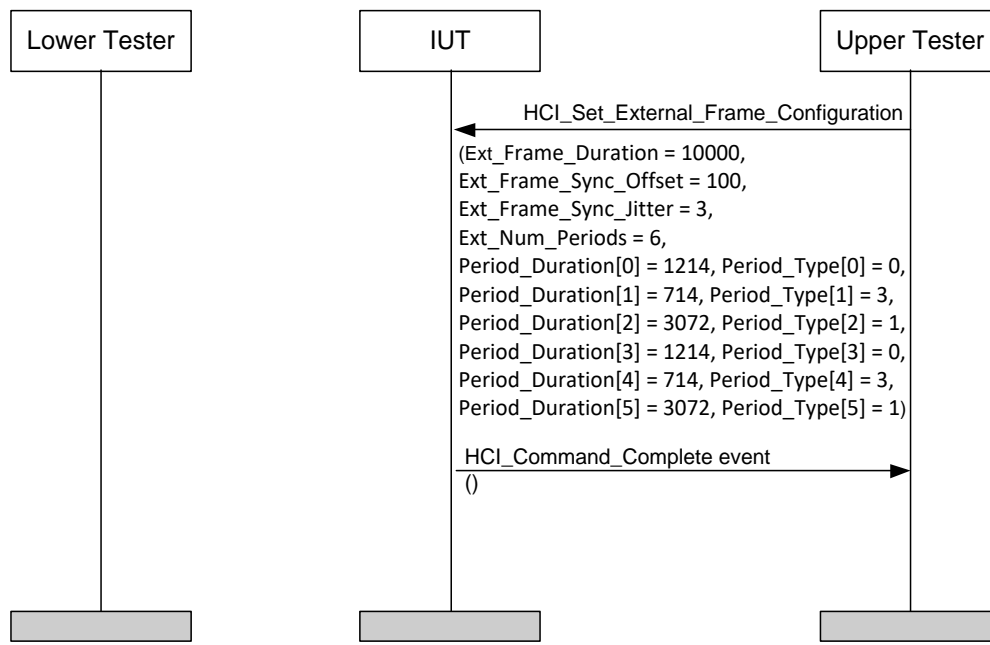 Lower Tester
IUT
Upper Tester
HCI_Set_External_Frame_Configuration
(Ext_Frame_Duration = 10000,
Ext_Frame_Sync_Offset = 100,
Ext_Frame_Sync_Jitter = 3,
Ext_Num_Periods = 6,
Period_Duration[0] = 1214, Period_Type[0] = 0,
Period_Duration[1] = 714, Period_Type[1] = 3,
Period_Duration[2] = 3072, Period_Type[2] = 1,
Period_Duration[3] = 1214, Period_Type[3] = 0,
Period_Duration[4] = 714, Period_Type[4] = 3,
Period_Duration[5] = 3072, Period_Type[5] = 1)
HCI_Command_Complete event
()